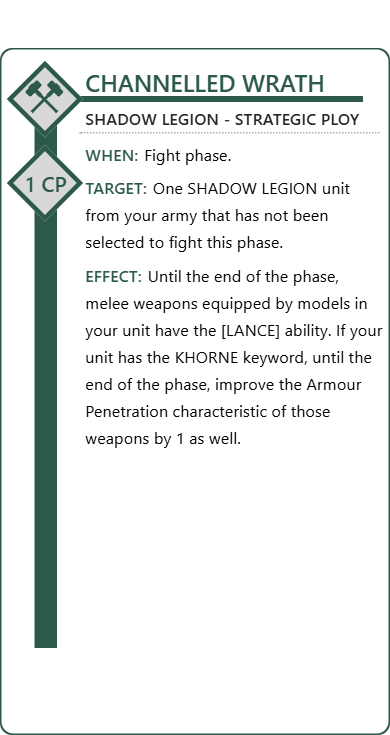 CHANNELLED WRATH
SHADOW LEGION - STRATEGIC PLOY
1 CP
WHEN: Fight phase.
TARGET: One SHADOW LEGION unit
from your army that has not been
selected to fight this phase.
EFFECT: Until the end of the phase,
melee weapons equipped by models in
your unit have the [LANCE] ability. If your
unit has the KHORNE keyword, until the
end of the phase, improve the Armour
Penetration characteristic of those
weapons by 1 as well.